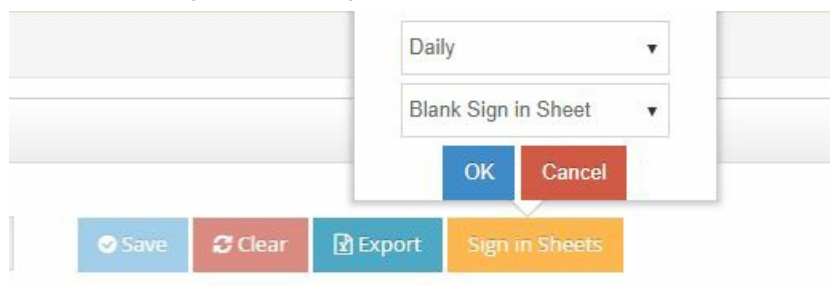 Daily
Blank Sign in Sheet
OK Cancel
Save Clear Export Sign in Sheets